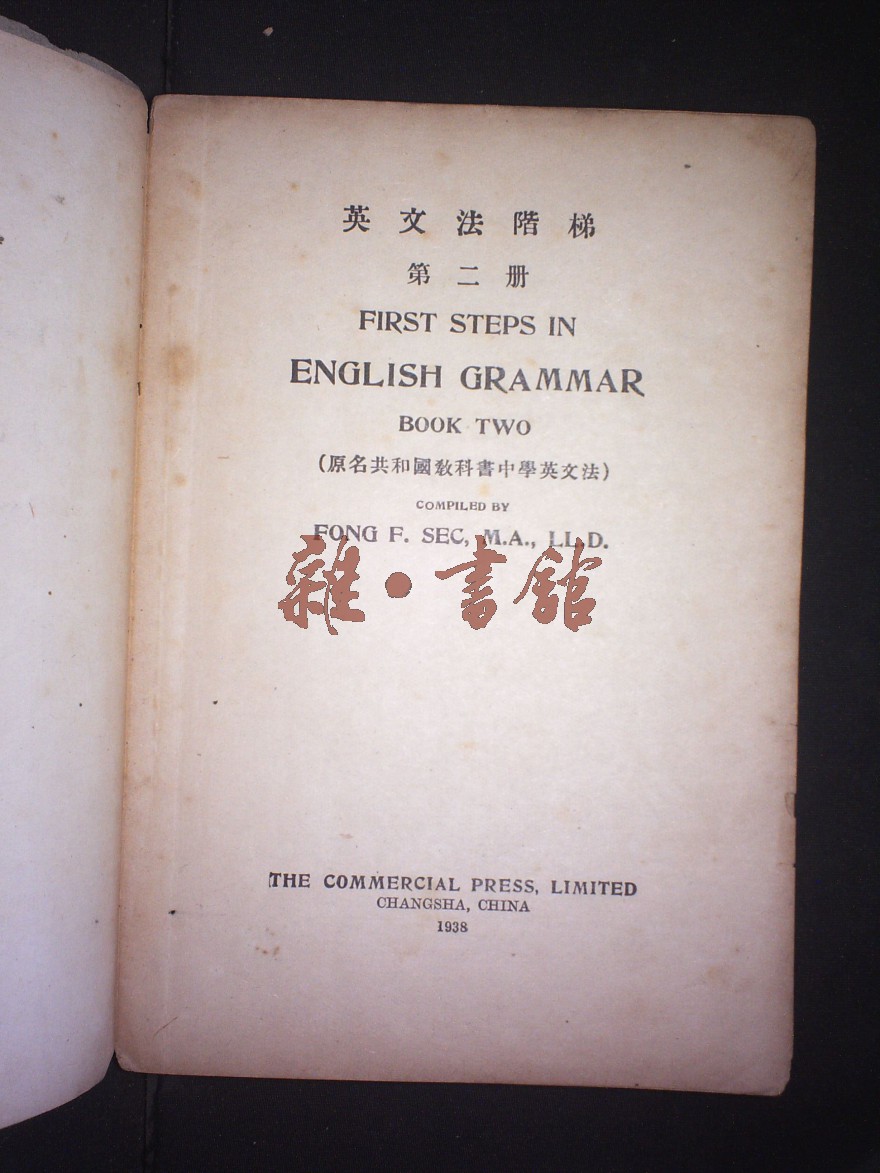 英文法階梯
第二册
FIRST STEPS IN
ENGLISH GRAMMAR
BOOK TWO
(原名共和國教科書中學英文法)
COMPILED BY
FONG F. SEC, M.A., LL.D.
雜·書館
THE COMMERCIAL PRESS, LIMITED
CHANGSHA, CHINA
1938